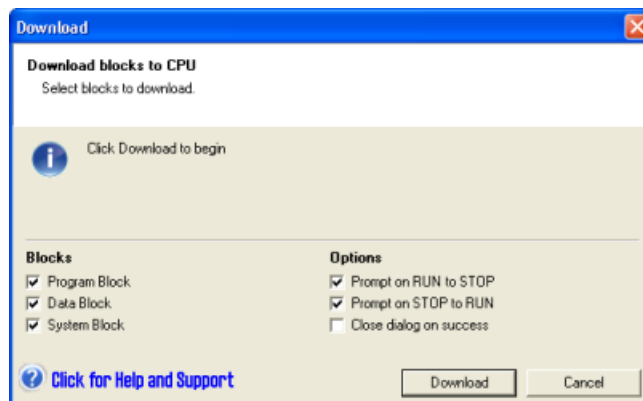 Download
Download blocks to CPU
Select blocks to download.
Click Download to begin
Blocks
Program Block
Data Block
System Block
Options
Prompt on RUN to STOP
Prompt on STOP to RUN
Close dialog on success
Click for Help and Support
Download
Cancel